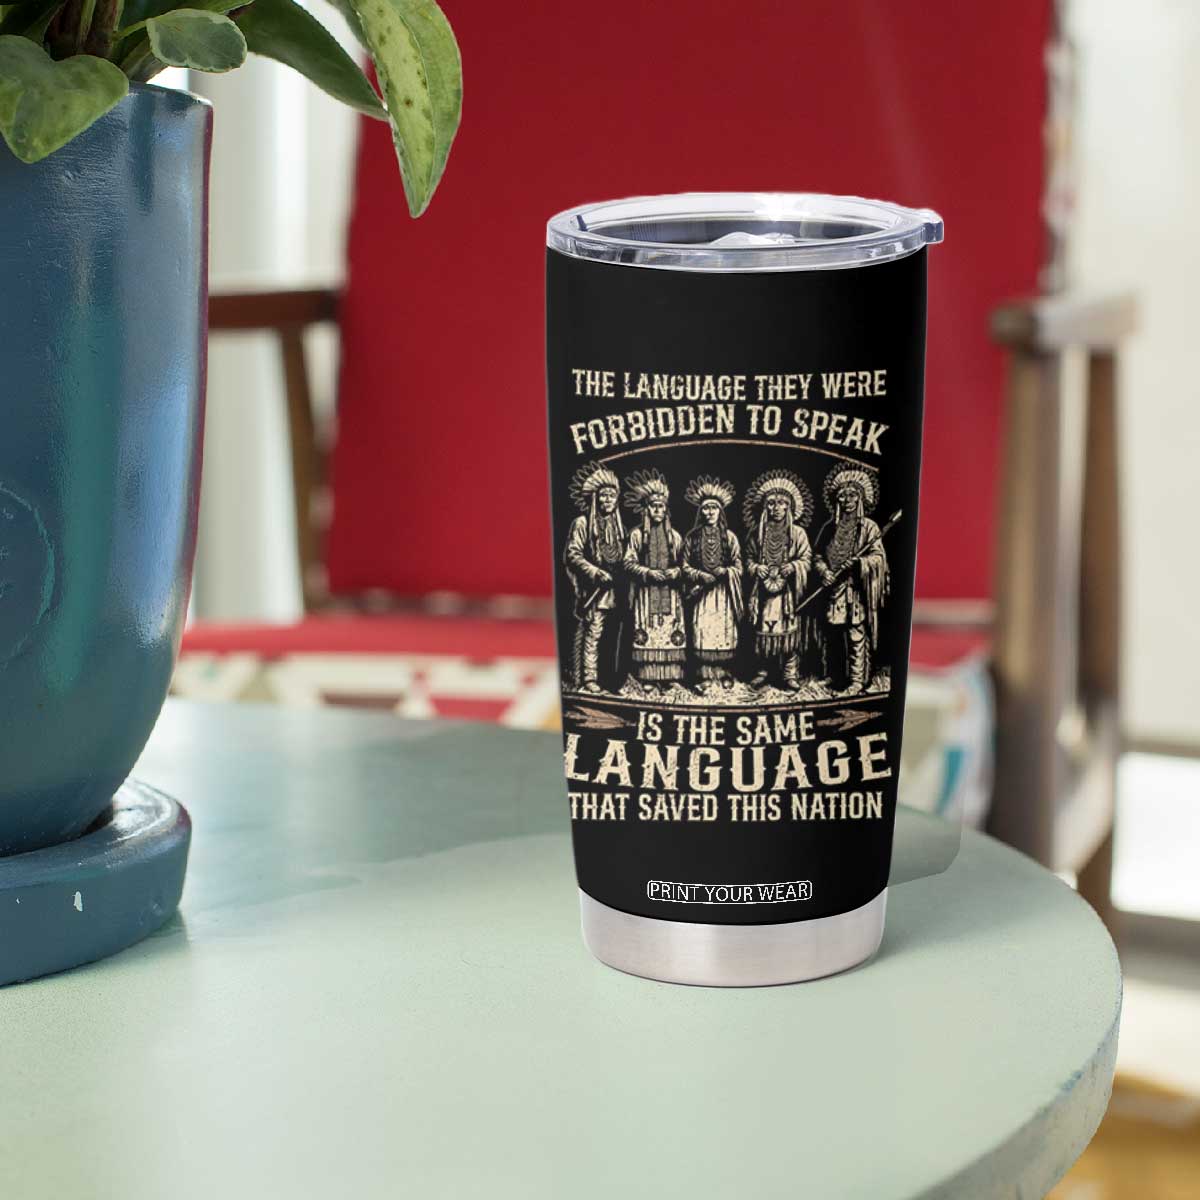 THE LANGUAGE THEY WERE
FORBIDDEN TO SPEAK
IS THE SAME
LANGUAGE
THAT SAVED THIS NATION
PRINT YOUR WEAR